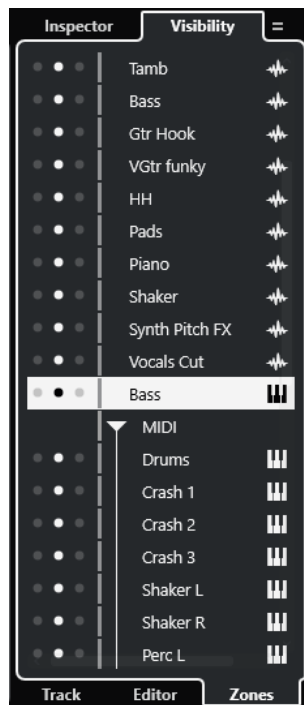 Inspector Visibility
Tamb
Bass
Gtr Hook
VGtr funky
HH
Pads
Piano
Shaker
Synth Pitch FX
Vocals Cut
Bass
MIDI
Drums
Crash 1
Crash 2
Crash 3
Shaker L
Shaker R
Perc L
Track Editor Zones